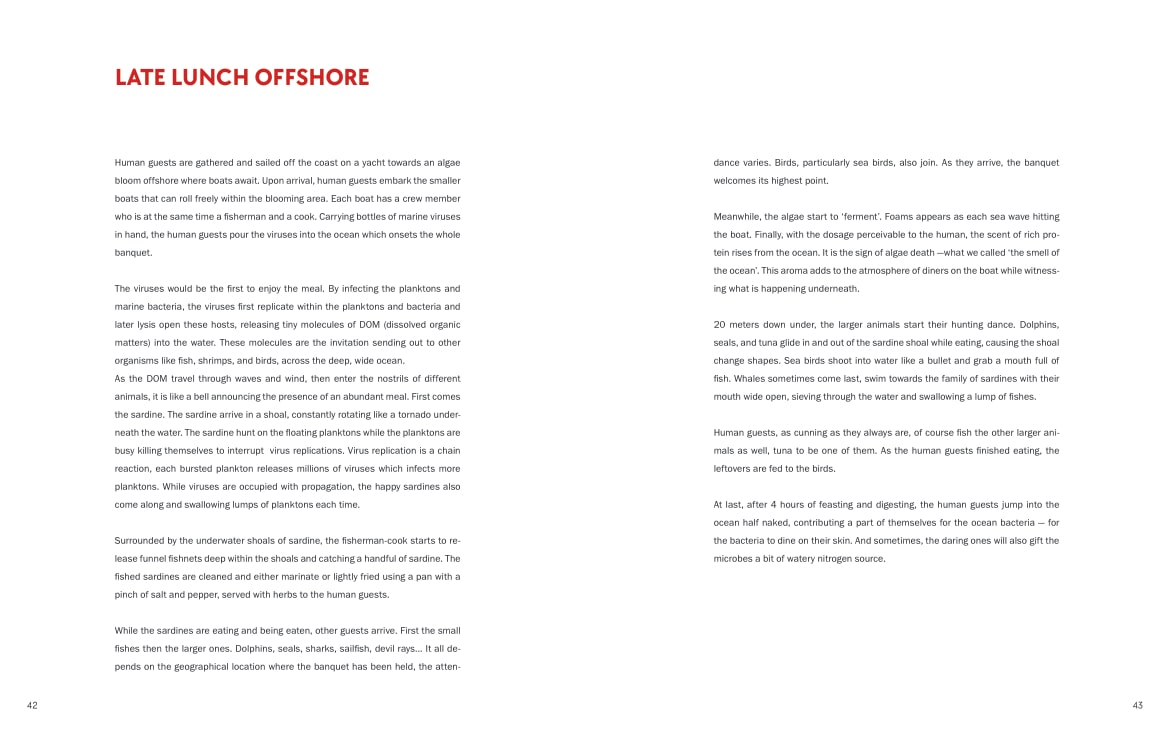 LATE LUNCH OFFSHORE
Human guests are gathered and sailed off the coast on a yacht towards an algae
bloom offshore where boats await. Upon arrival, human guests embark the smaller
boats that can roll freely within the blooming area. Each boat has a crew member
who is at the same time a fisherman and a cook. Carrying bottles of marine viruses
in hand, the human guests pour the viruses into the ocean which onsets the whole
banquet.
The viruses would be the first to enjoy the meal. By infecting the planktons and
marine bacteria, the viruses first replicate within the planktons and bacteria and
later lysis open these hosts, releasing tiny molecules of DOM (dissolved organic
matters) into the water. These molecules are the invitation sending out to other
organisms like fish, shrimps, and birds, across the deep, wide ocean.
As the DOM travel through waves and wind, then enter the nostrils of different
animals, it is like a bell announcing the presence of an abundant meal. First comes
the sardine. The sardine arrive in a shoal, constantly rotating like a tornado under-
neath the water. The sardine hunt on the floating planktons while the planktons are
busy killing themselves to interrupt  virus replications. Virus replication is a chain
reaction, each bursted plankton releases millions of viruses which infects more
planktons. While viruses are occupied with propagation, the happy sardines also
come along and swallowing lumps of planktons each time.
Surrounded by the underwater shoals of sardine, the fisherman-cook starts to re-
lease funnel fishnets deep within the shoals and catching a handful of sardine. The
fished sardines are cleaned and either marinate or lightly fried using a pan with a
pinch of salt and pepper, served with herbs to the human guests.
While the sardines are eating and being eaten, other guests arrive. First the small
fishes then the larger ones. Dolphins, seals, sharks, sailfish, devil rays... It all de-
pends on the geographical location where the banquet has been held, the atten-
42
dance varies. Birds, particularly sea birds, also join. As they arrive, the banquet
welcomes its highest point.
Meanwhile, the algae start to ‘ferment’. Foams appears as each sea wave hitting
the boat. Finally, with the dosage perceivable to the human, the scent of rich pro-
tein rises from the ocean. It is the sign of algae death —what we called ‘the smell of
the ocean’. This aroma adds to the atmosphere of diners on the boat while witness-
ing what is happening underneath.
20 meters down under, the larger animals start their hunting dance. Dolphins,
seals, and tuna glide in and out of the sardine shoal while eating, causing the shoal
change shapes. Sea birds shoot into water like a bullet and grab a mouth full of
fish. Whales sometimes come last, swim towards the family of sardines with their
mouth wide open, sieving through the water and swallowing a lump of fishes.
Human guests, as cunning as they always are, of course fish the other larger ani-
mals as well, tuna to be one of them. As the human guests finished eating, the
leftovers are fed to the birds.
At last, after 4 hours of feasting and digesting, the human guests jump into the
ocean half naked, contributing a part of themselves for the ocean bacteria — for
the bacteria to dine on their skin. And sometimes, the daring ones will also gift the
microbes a bit of watery nitrogen source.
43